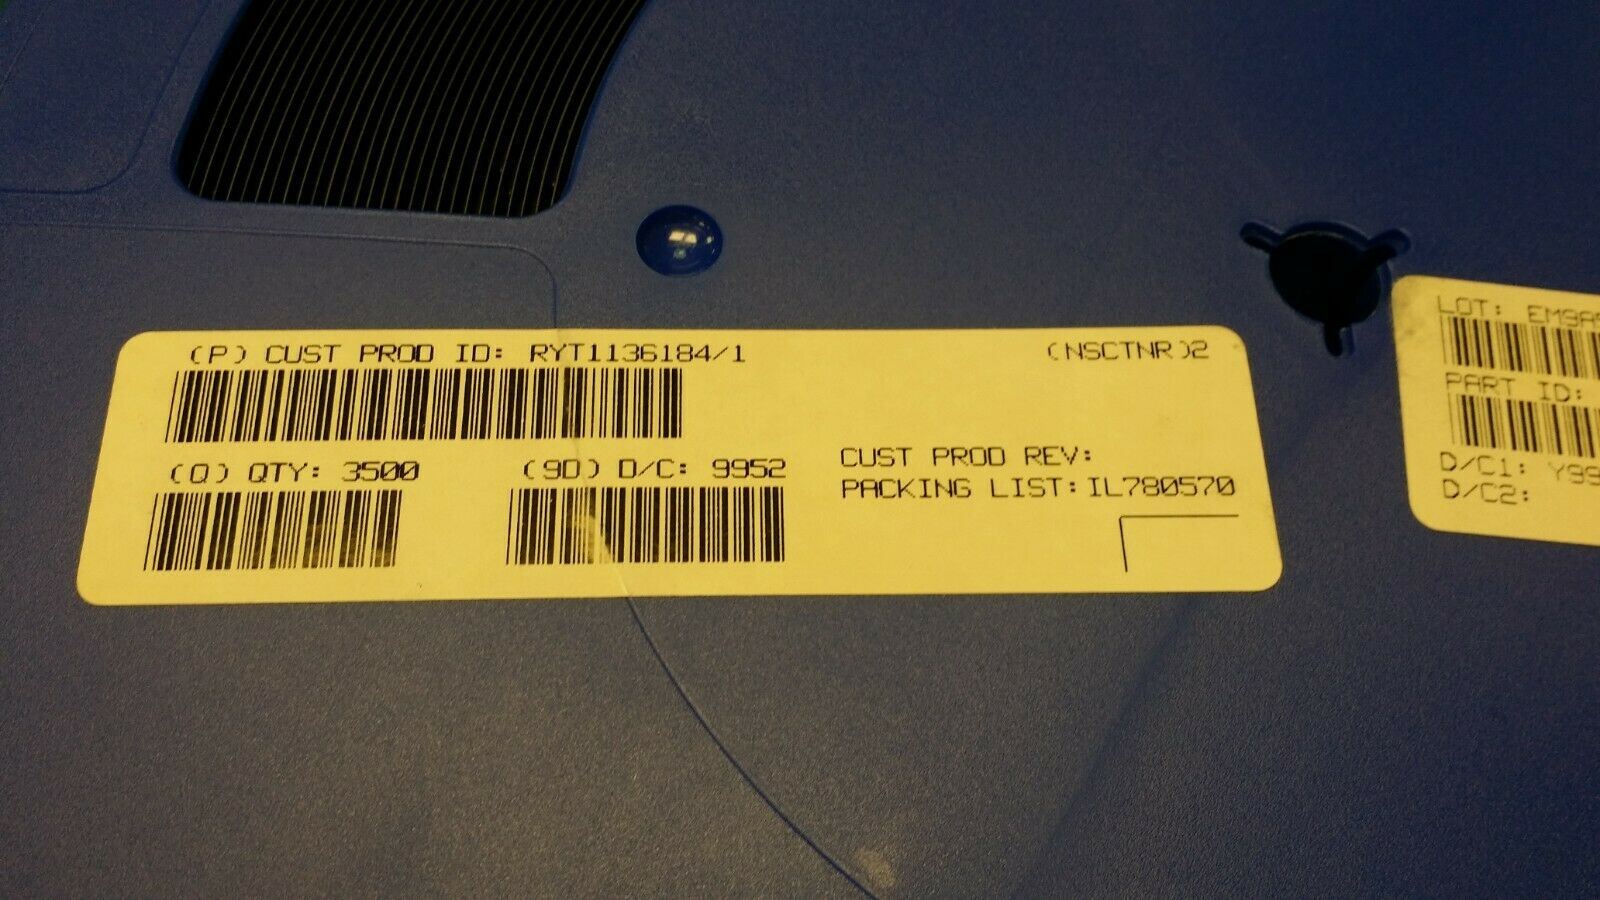 (P) CUST PROD ID: RYT1136184/1
(NSCTNR)2
(Q) QTY: 3500
(9D) D/C: 9952
CUST PROD REV:
PACKING LIST: IL780570
LOT:
PART ID:
D/C1:
D/C2: